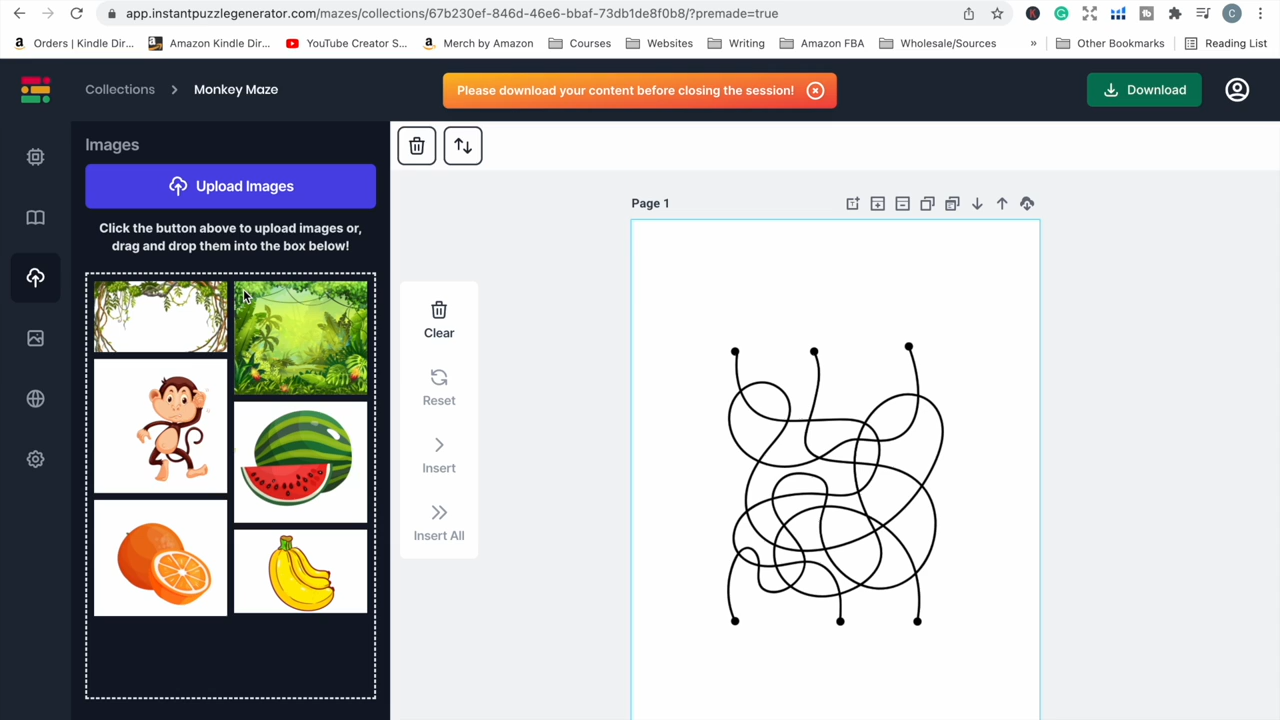 app.instantpuzzlegenerator.com/mazes/collections/67b230ef-846d-46e6-bbaf-73db1de8f0b8/?premade=true
K
G
tb
C
Orders | Kindle Dir...
Amazon Kindle Dir...
YouTube Creator S...
Merch by Amazon
Courses
Websites
Writing
Amazon FBA
Wholesale/Sources
»
Other Bookmarks
Reading List
Collections > Monkey Maze
Please download your content before closing the session!
Download
Images
Upload Images
Click the button above to upload images or,
drag and drop them into the box below!
Clear
Reset
Insert
Insert All
Page 1